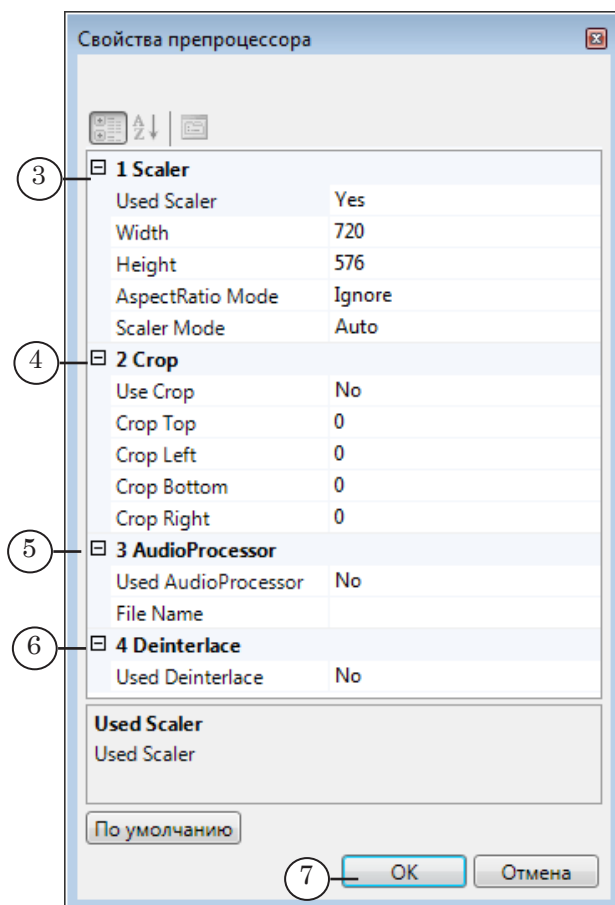 Свойства препроцессора
3
1 Scaler
Used Scaler Yes
Width 720
Height 576
AspectRatio Mode Ignore
Scaler Mode Auto
4
2 Crop
Use Crop No
Crop Top 0
Crop Left 0
Crop Bottom 0
Crop Right 0
5
3 AudioProcessor
Used AudioProcessor No
File Name
6
4 Deinterlace
Used Deinterlace No
Used Scaler
Used Scaler
По умолчанию
7
OK Отмена